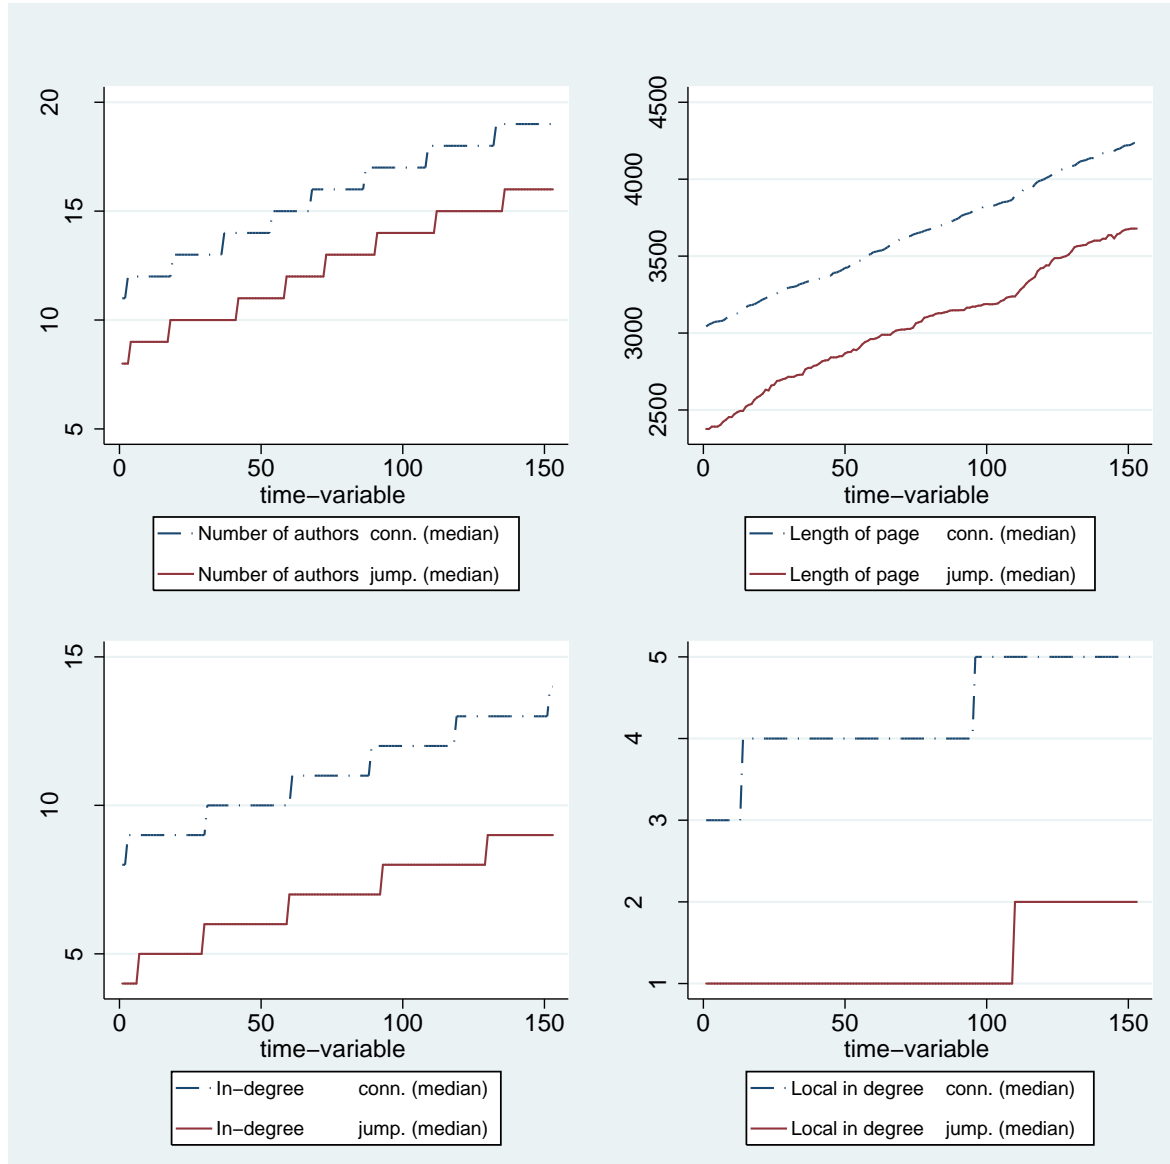 20
15
10
5
0 50 100 150
time−variable
Number of authors conn. (median)
Number of authors jump. (median)
4500
4000
3500
3000
2500
0 50 100 150
time−variable
Length of page conn. (median)
Length of page jump. (median)
15
10
5
0 50 100 150
time−variable
In−degree conn. (median)
In−degree jump. (median)
5
4
3
2
1
0 50 100 150
time−variable
Local in degree conn. (median)
Local in degree jump. (median)